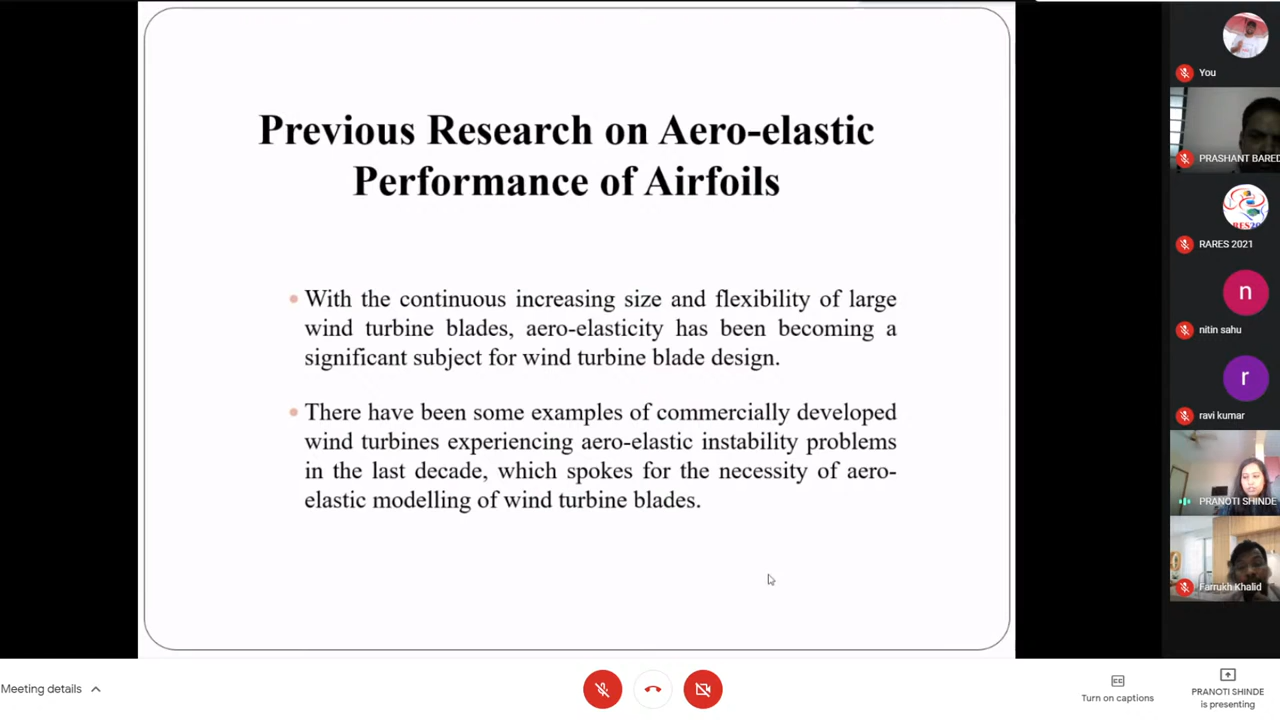 Previous Research on Aero-elastic
Performance of Airfoils
With the continuous increasing size and flexibility of large
wind turbine blades, aero-elasticity has been becoming a
significant subject for wind turbine blade design.
There have been some examples of commercially developed
wind turbines experiencing aero-elastic instability problems
in the last decade, which spokes for the necessity of aero-
elastic modelling of wind turbine blades.
You
PRASHANT BARED
RARES 2021
n
nitin sahu
r
ravi kumar
PRANOTI SHINDE
Farrukh Khalid
Meeting details
CC
Turn on captions
PRANOTI SHINDE
is presenting